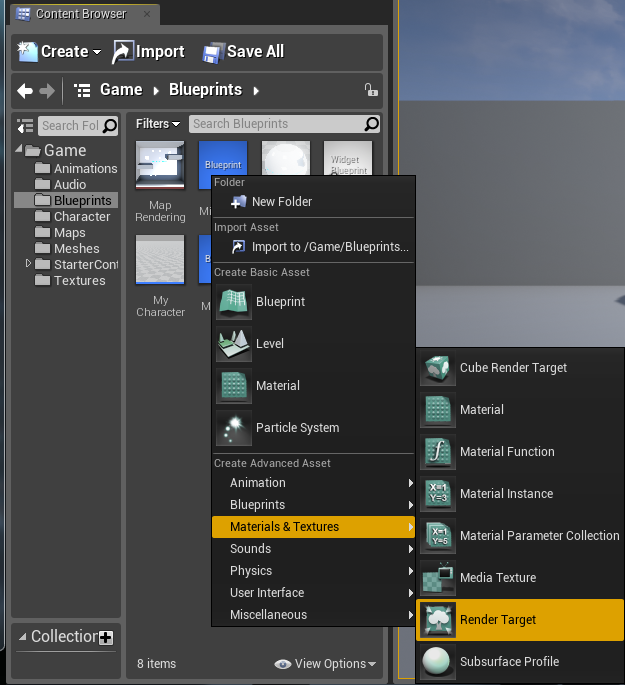 Content Browser
Create Import Save All
Game Blueprints
Search Fol
Filters Search Blueprints
Game
Animations
Audio
Blueprints
Character
Maps
Meshes
StarterCont
Textures
Map
Rendering
Blueprint
Mi
Widget
Blueprint
My
Character
M
Folder
New Folder
Import Asset
Import to /Game/Blueprints...
Create Basic Asset
Blueprint
Level
Material
Particle System
Create Advanced Asset
Animation
Blueprints
Materials & Textures
Sounds
Physics
User Interface
Miscellaneous
Cube Render Target
Material
Material Function
X=1
Y=3
Material Instance
X=1
Y=5
Material Parameter Collection
Media Texture
Render Target
Subsurface Profile
Collection
8 items View Options